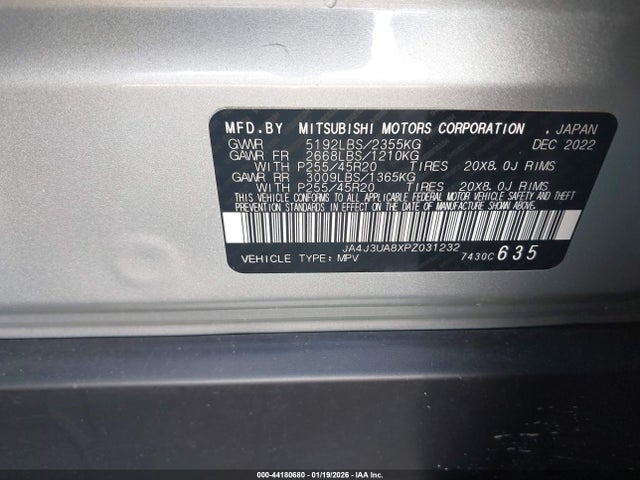 MFD.BY MITSUBISHI MOTORS CORPORATION, JAPAN
GVWR 5192LBS/2355KG DEC 2022
GAWR FR 2668LBS/1210KG
WITH P255/45R20 TIRES 20X8.0J RIMS
GAWR RR 3009LBS/1365KG
WITH P255/45R20 TIRES 20X8.0J RIMS
THIS VEHICLE CONFORMS TO ALL APPLICABLE FEDERAL MOTOR VEHICLE SAFETY AND THEFT
PREVENTION STANDARDS IN EFFECT ON THE DATE OF MANUFACTURE SHOWN ABOVE.
JA4J3UA8XPZ031232
VEHICLE TYPE: MPV 7430C 635
000-44180680 - 01/19/2026 - IAA Inc.